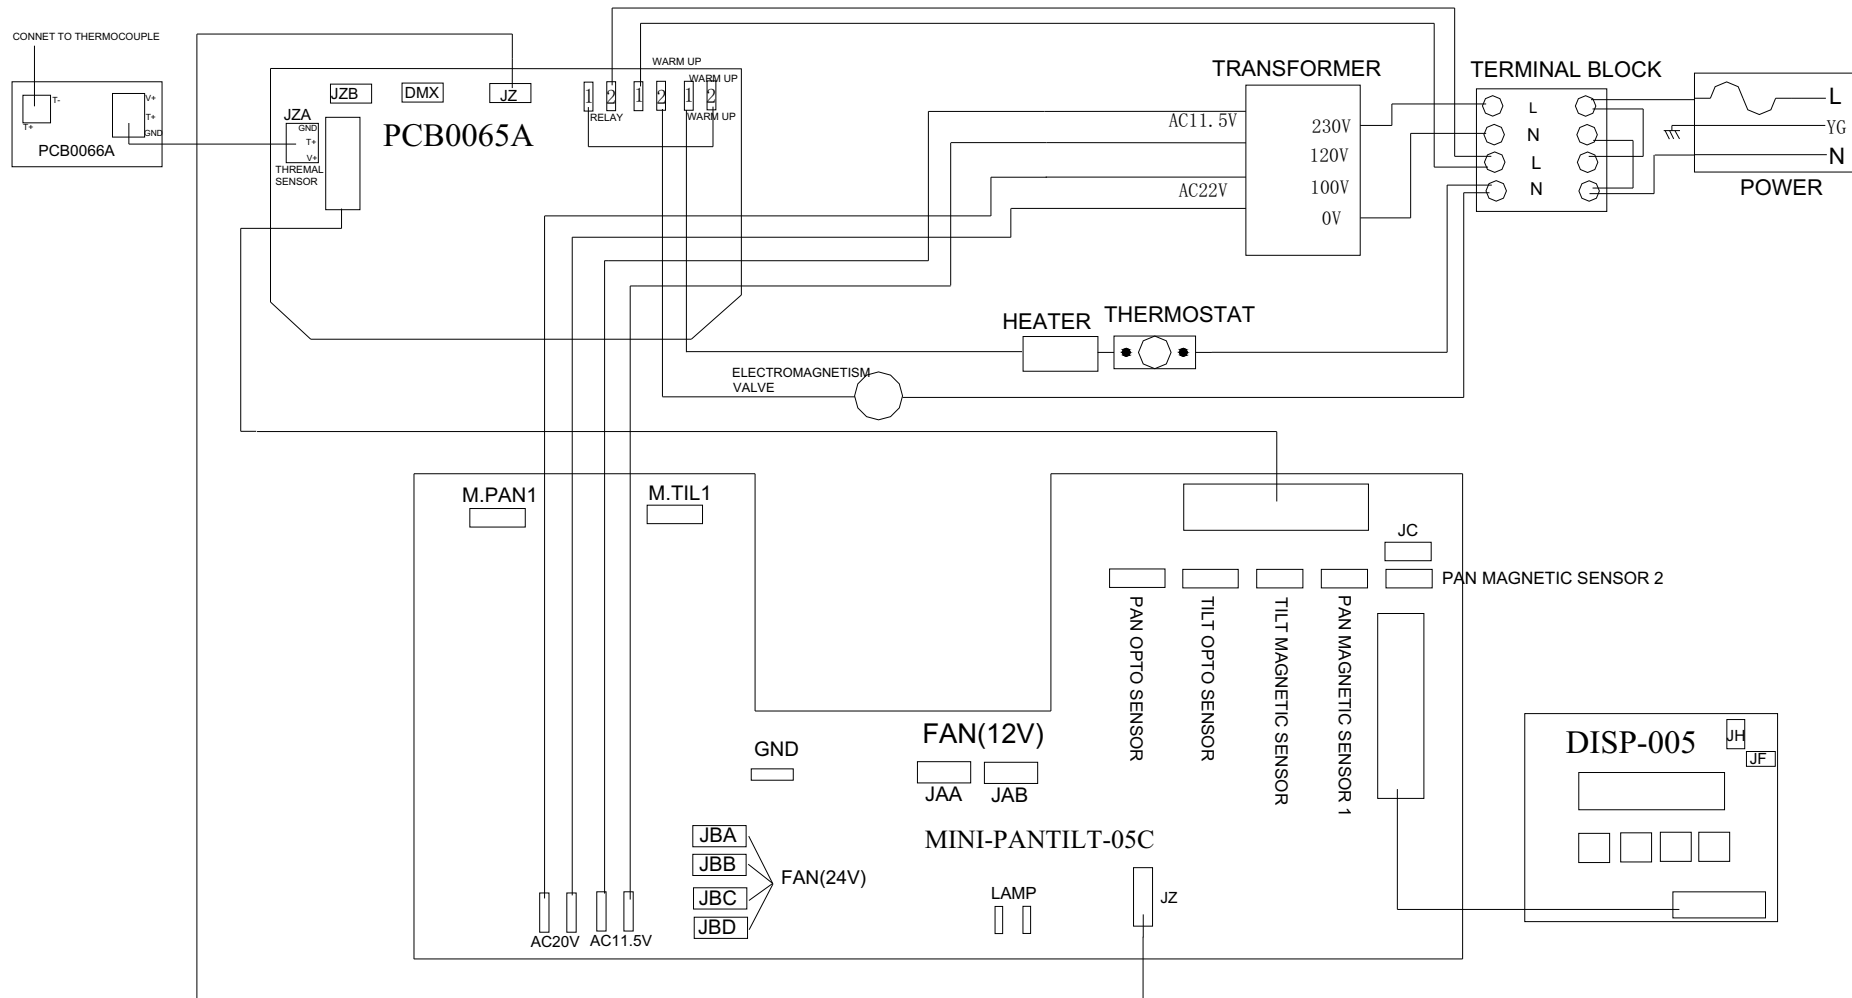 CONNET TO THERMOCOUPLE
T-
T+
V+
T+
GND
PCB0066A
JZB
DMX
JZ
JZA
GND
T+
V+
THREMAL
SENSOR
PCB0065A
WARM UP
WARM UP
1
2
1
2
1
2
RELAY
WARM UP
TRANSFORMER
AC11.5V
AC22V
230V
120V
100V
0V
TERMINAL BLOCK
L
N
L
N
L
YG
N
POWER
HEATER
THERMOSTAT
ELECTROMAGNETISM
VALVE
M.PAN1
M.TIL1
JC
PAN MAGNETIC SENSOR 2
PAN OPTO SENSOR
TILT OPTO SENSOR
TILT MAGNETIC SENSOR
PAN MAGNETIC SENSOR 1
GND
FAN(12V)
JAA
JAB
MINI-PANTILT-05C
JBA
JBB
JBC
JBD
FAN(24V)
LAMP
JZ
AC20V
AC11.5V
DISP-005
JH
JF